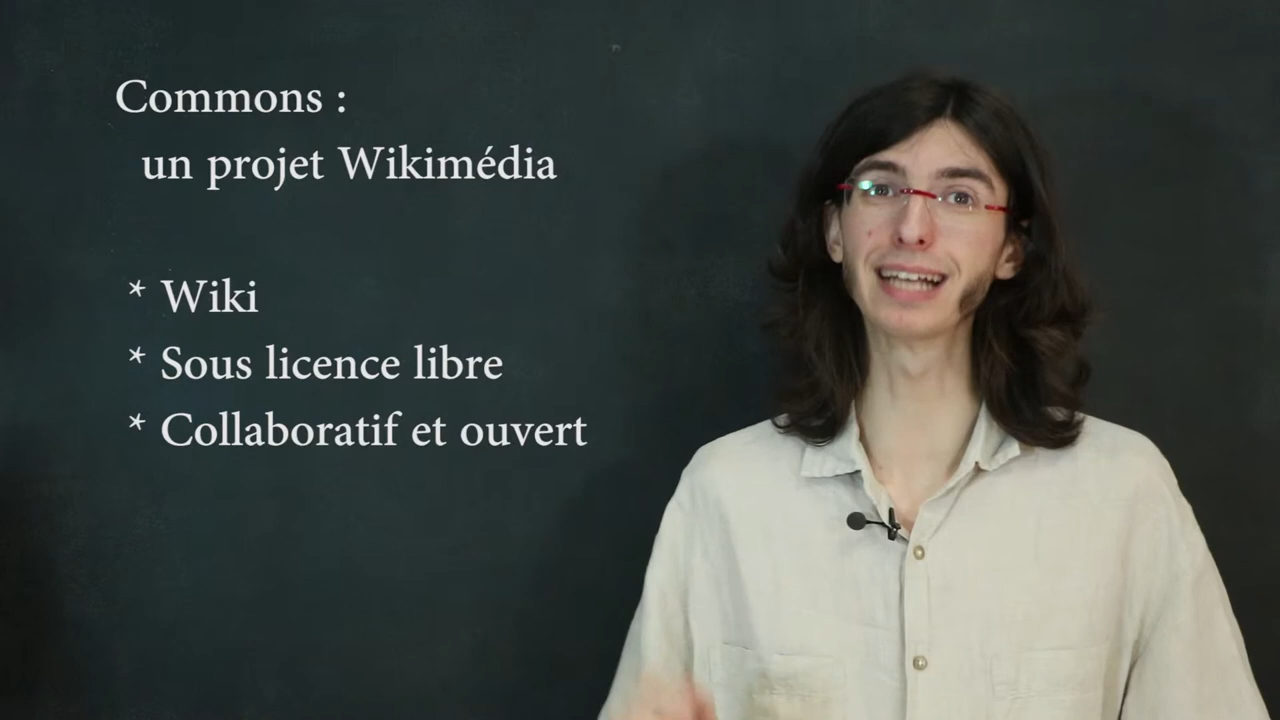 Commons :
un projet Wikimédia
* Wiki
* Sous licence libre
* Collaboratif et ouvert